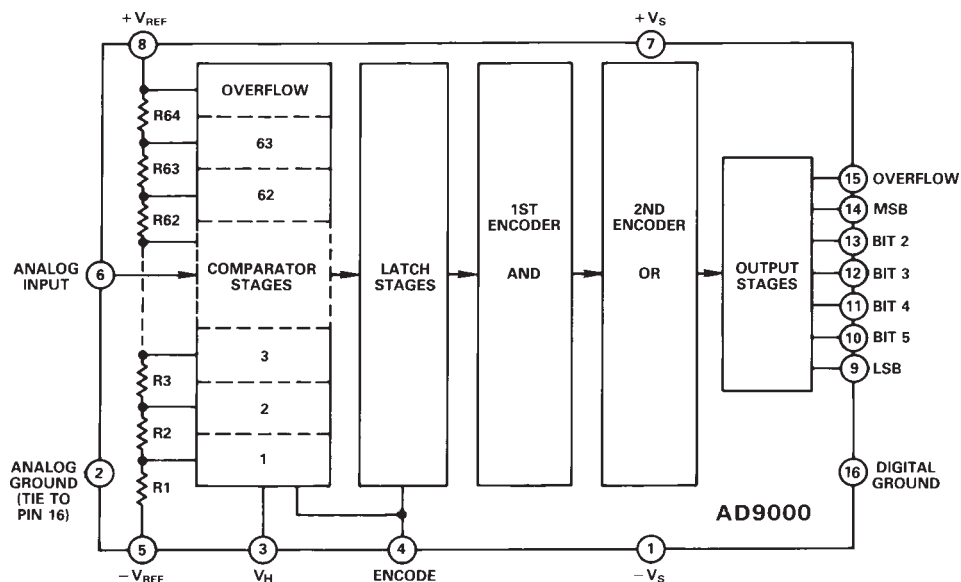 + VREF
+ VS
8
7
OVERFLOW
R64
63
R63
62
R62
15 OVERFLOW
14 MSB
13 BIT 2
12 BIT 3
11 BIT 4
10 BIT 5
9 LSB
ANALOG
INPUT
6
COMPARATOR
STAGES
LATCH
STAGES
1ST
ENCODER
AND
2ND
ENCODER
OR
OUTPUT
STAGES
R3
3
R2
2
R1
1
ANALOG
GROUND
(TIE TO
PIN 16)
2
16
DIGITAL
GROUND
AD9000
5
3
4
1
− VREF
VH
ENCODE
− VS